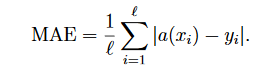 MAE = \frac{1}{\ell} \sum_{i=1}^{\ell} |a(x_i) − y_i|.